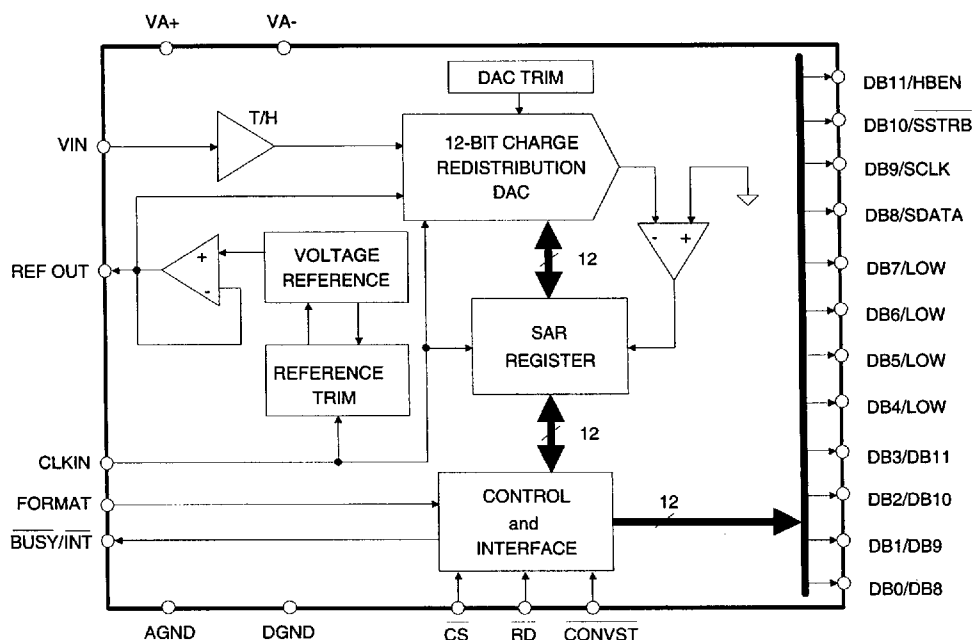 VA+ VA-
DAC TRIM
T/H
VIN
12-BIT CHARGE
REDISTRIBUTION
DAC
- +
12
REF OUT
+
-
VOLTAGE
REFERENCE
REFERENCE
TRIM
SAR
REGISTER
12
CLKIN
FORMAT
BUSY/INT
CONTROL
and
INTERFACE
12
DB11/HBEN
DB10/SSTRB
DB9/SCLK
DB8/SDATA
DB7/LOW
DB6/LOW
DB5/LOW
DB4/LOW
DB3/DB11
DB2/DB10
DB1/DB9
DB0/DB8
AGND DGND CS RD CONVST